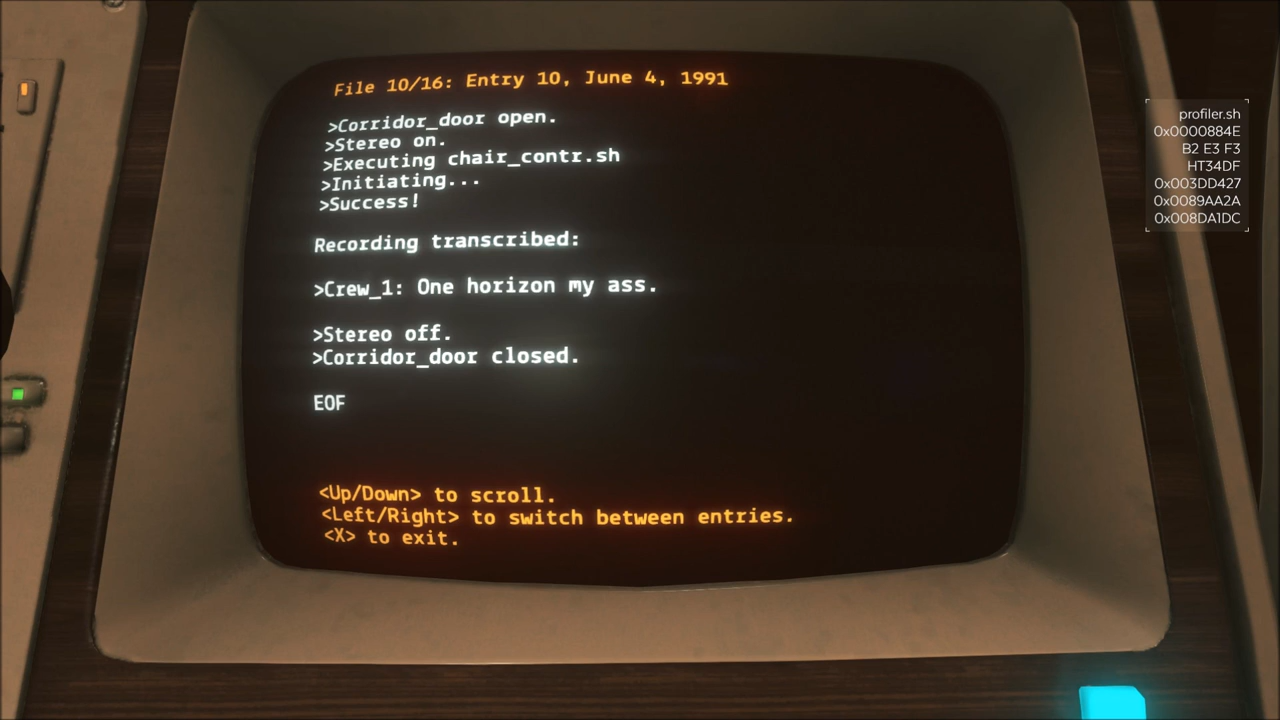 File 10/16: Entry 10, June 4, 1991
>Corridor_door open.
>Stereo on.
>Executing chair_contr.sh
>Initiating...
>Success!
Recording transcribed:
>Crew_1: One horizon my ass.
>Stereo off.
>Corridor_door closed.
EOF
<Up/Down> to scroll.
<Left/Right> to switch between entries.
<X> to exit.
profiler.sh
0x0000884E
B2 E3 F3
HT34DF
0x003DD427
0x0089AA2A
0x008DA1DC